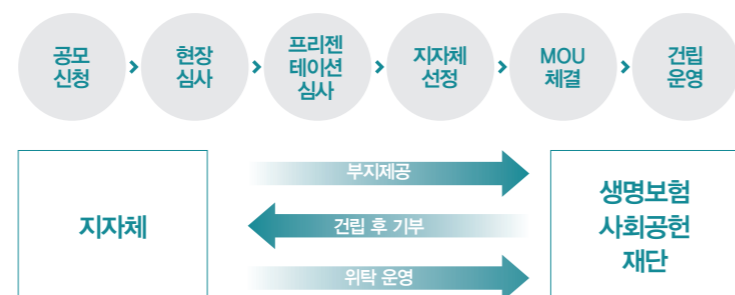 공모
신청
현장
심사
프리젠
테이션
심사
지자체
선정
MOU
체결
건립
운영
지자체
부지제공
건립 후 기부
위탁 운영
생명보험
사회공헌
재단